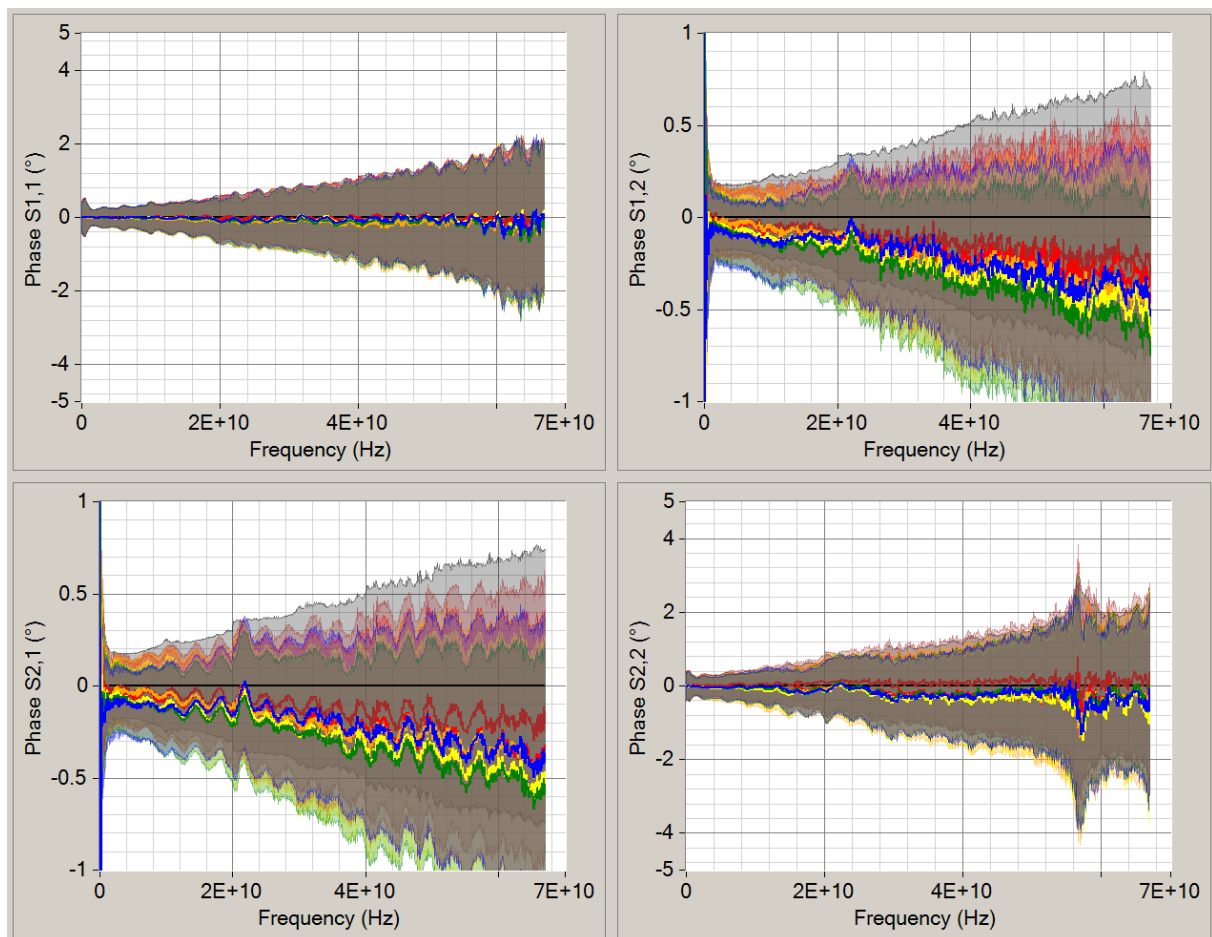 5
4
2
0
-2
-4
-5
Phase S1,1 (°)
0
2E+10
4E+10
7E+10
Frequency (Hz)
1
0.5
0
-0.5
-1
Phase S1,2 (°)
0
2E+10
4E+10
7E+10
Frequency (Hz)
1
0.5
0
-0.5
-1
Phase S2,1 (°)
0
2E+10
4E+10
7E+10
Frequency (Hz)
5
4
2
0
-2
-4
-5
Phase S2,2 (°)
0
2E+10
4E+10
7E+10
Frequency (Hz)